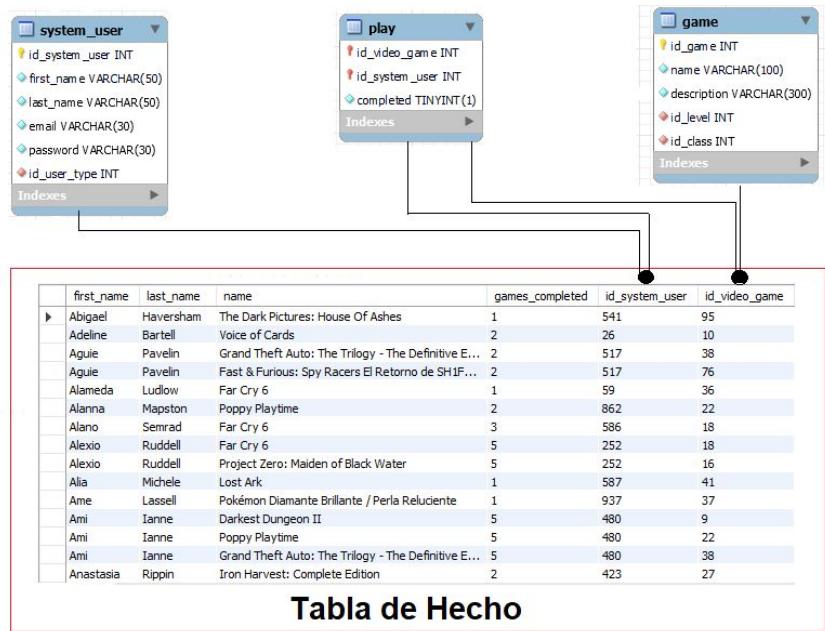 system_user
id_system_user INT
first_name VARCHAR(50)
last_name VARCHAR(50)
email VARCHAR(30)
password VARCHAR(30)
id_user_type INT
Indexes
play
id_video_game INT
id_system_user INT
completed TINYINT(1)
Indexes
game
id_game INT
name VARCHAR(100)
description VARCHAR(300)
id_level INT
id_class INT
Indexes
first_name last_name name games_completed id_system_user id_video_game
Abigael Haversham The Dark Pictures: House Of Ashes 1 541 95
Adeline Bartell Voice of Cards 2 26 10
Aguie Pavelin Grand Theft Auto: The Trilogy - The Definitive E... 2 517 38
Aguie Pavelin Fast & Furious: Spy Racers El Retorno de SH1F... 2 517 76
Alameda Ludlow Far Cry 6 1 59 36
Alanna Mapston Poppy Playtime 2 862 22
Alano Semrad Far Cry 6 3 586 18
Alexio Ruddell Far Cry 6 5 252 18
Alexio Ruddell Project Zero: Maiden of Black Water 5 252 16
Alia Michele Lost Ark 1 587 41
Ame Lassell Pokémon Diamante Brillante / Perla Reluciente 1 937 37
Ami Ianne Darkest Dungeon II 5 480 9
Ami Ianne Poppy Playtime 5 480 22
Ami Ianne Grand Theft Auto: The Trilogy - The Definitive E... 5 480 38
Anastasia Rippin Iron Harvest: Complete Edition 2 423 27
Tabla de Hecho